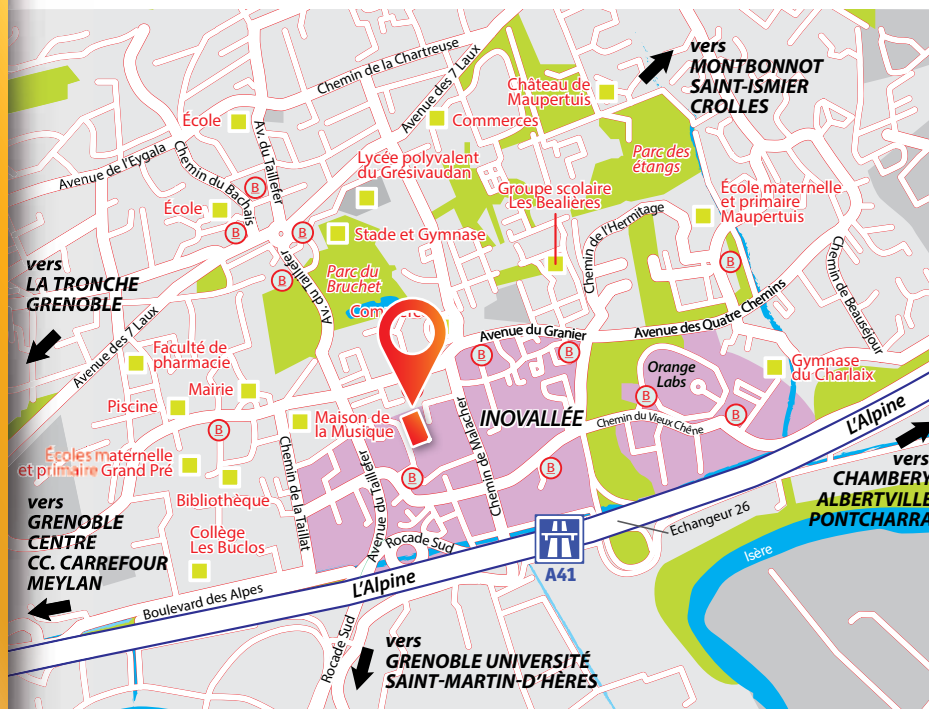 vers
MONTBONNOT
SAINT-ISMIER
CROLLES
Chemin de la Chartreuse
Avenue des 7 Laux
Château de
Maupertuis
École
Av. du Taillefer
Commerces
Avenue de l'Eygala
Chemin du Bachais
Lycée polyvalent
du Grésivaudan
Parc des
étangs
B
Groupe scolaire
Les Bealières
École maternelle
et primaire
Maupertuis
École
B
B
Stade et Gymnase
Chemin de l'Hermitage
Chemin de Beauséjour
vers
LA TRONCHE
GRENOBLE
B
Parc du
Bruchet
Av. du Taillefer
B
Avenue des 7 Laux
Avenue du Granier
Avenue des Quatre Chemins
Faculté de
pharmacie
B
B
Orange
Labs
Gymnase
du Charlaix
Mairie
Piscine
B
Maison de
la Musique
INOVALLÉE
Chemin de Malacher
B
Chemin du Vieux Chêne
B
L'Alpine
Écoles maternelle
et primaire Grand Pré
Bibliothèque
Chemin de la Taillat
Avenue du Taillefer
B
B
vers
CHAMBERY
ALBERTVILLE
PONTCHARRA
vers
GRENOBLE
CENTRE
CC. CARREFOUR
MEYLAN
Collège
Les Buclos
Rocade Sud
Echangeur 26
Isère
A41
Boulevard des Alpes
L'Alpine
Rocade Sud
vers
GRENOBLE UNIVERSITÉ
SAINT-MARTIN-D'HÈRES